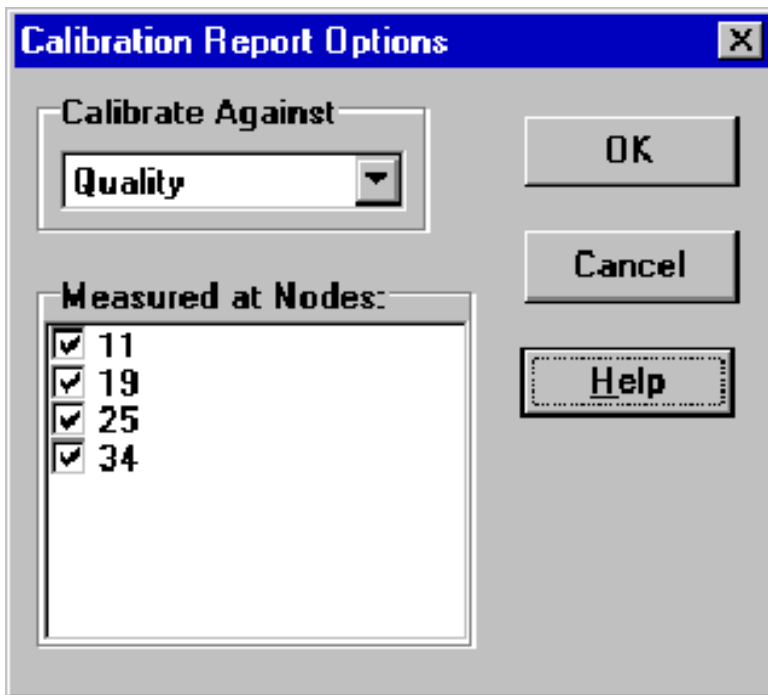 Calibration Report Options
Calibrate Against
Quality
OK
Cancel
Help
Measured at Nodes:
11
19
25
34